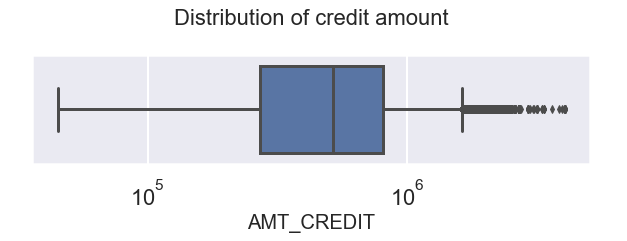 Distribution of credit amount
10^5 10^6
AMT_CREDIT